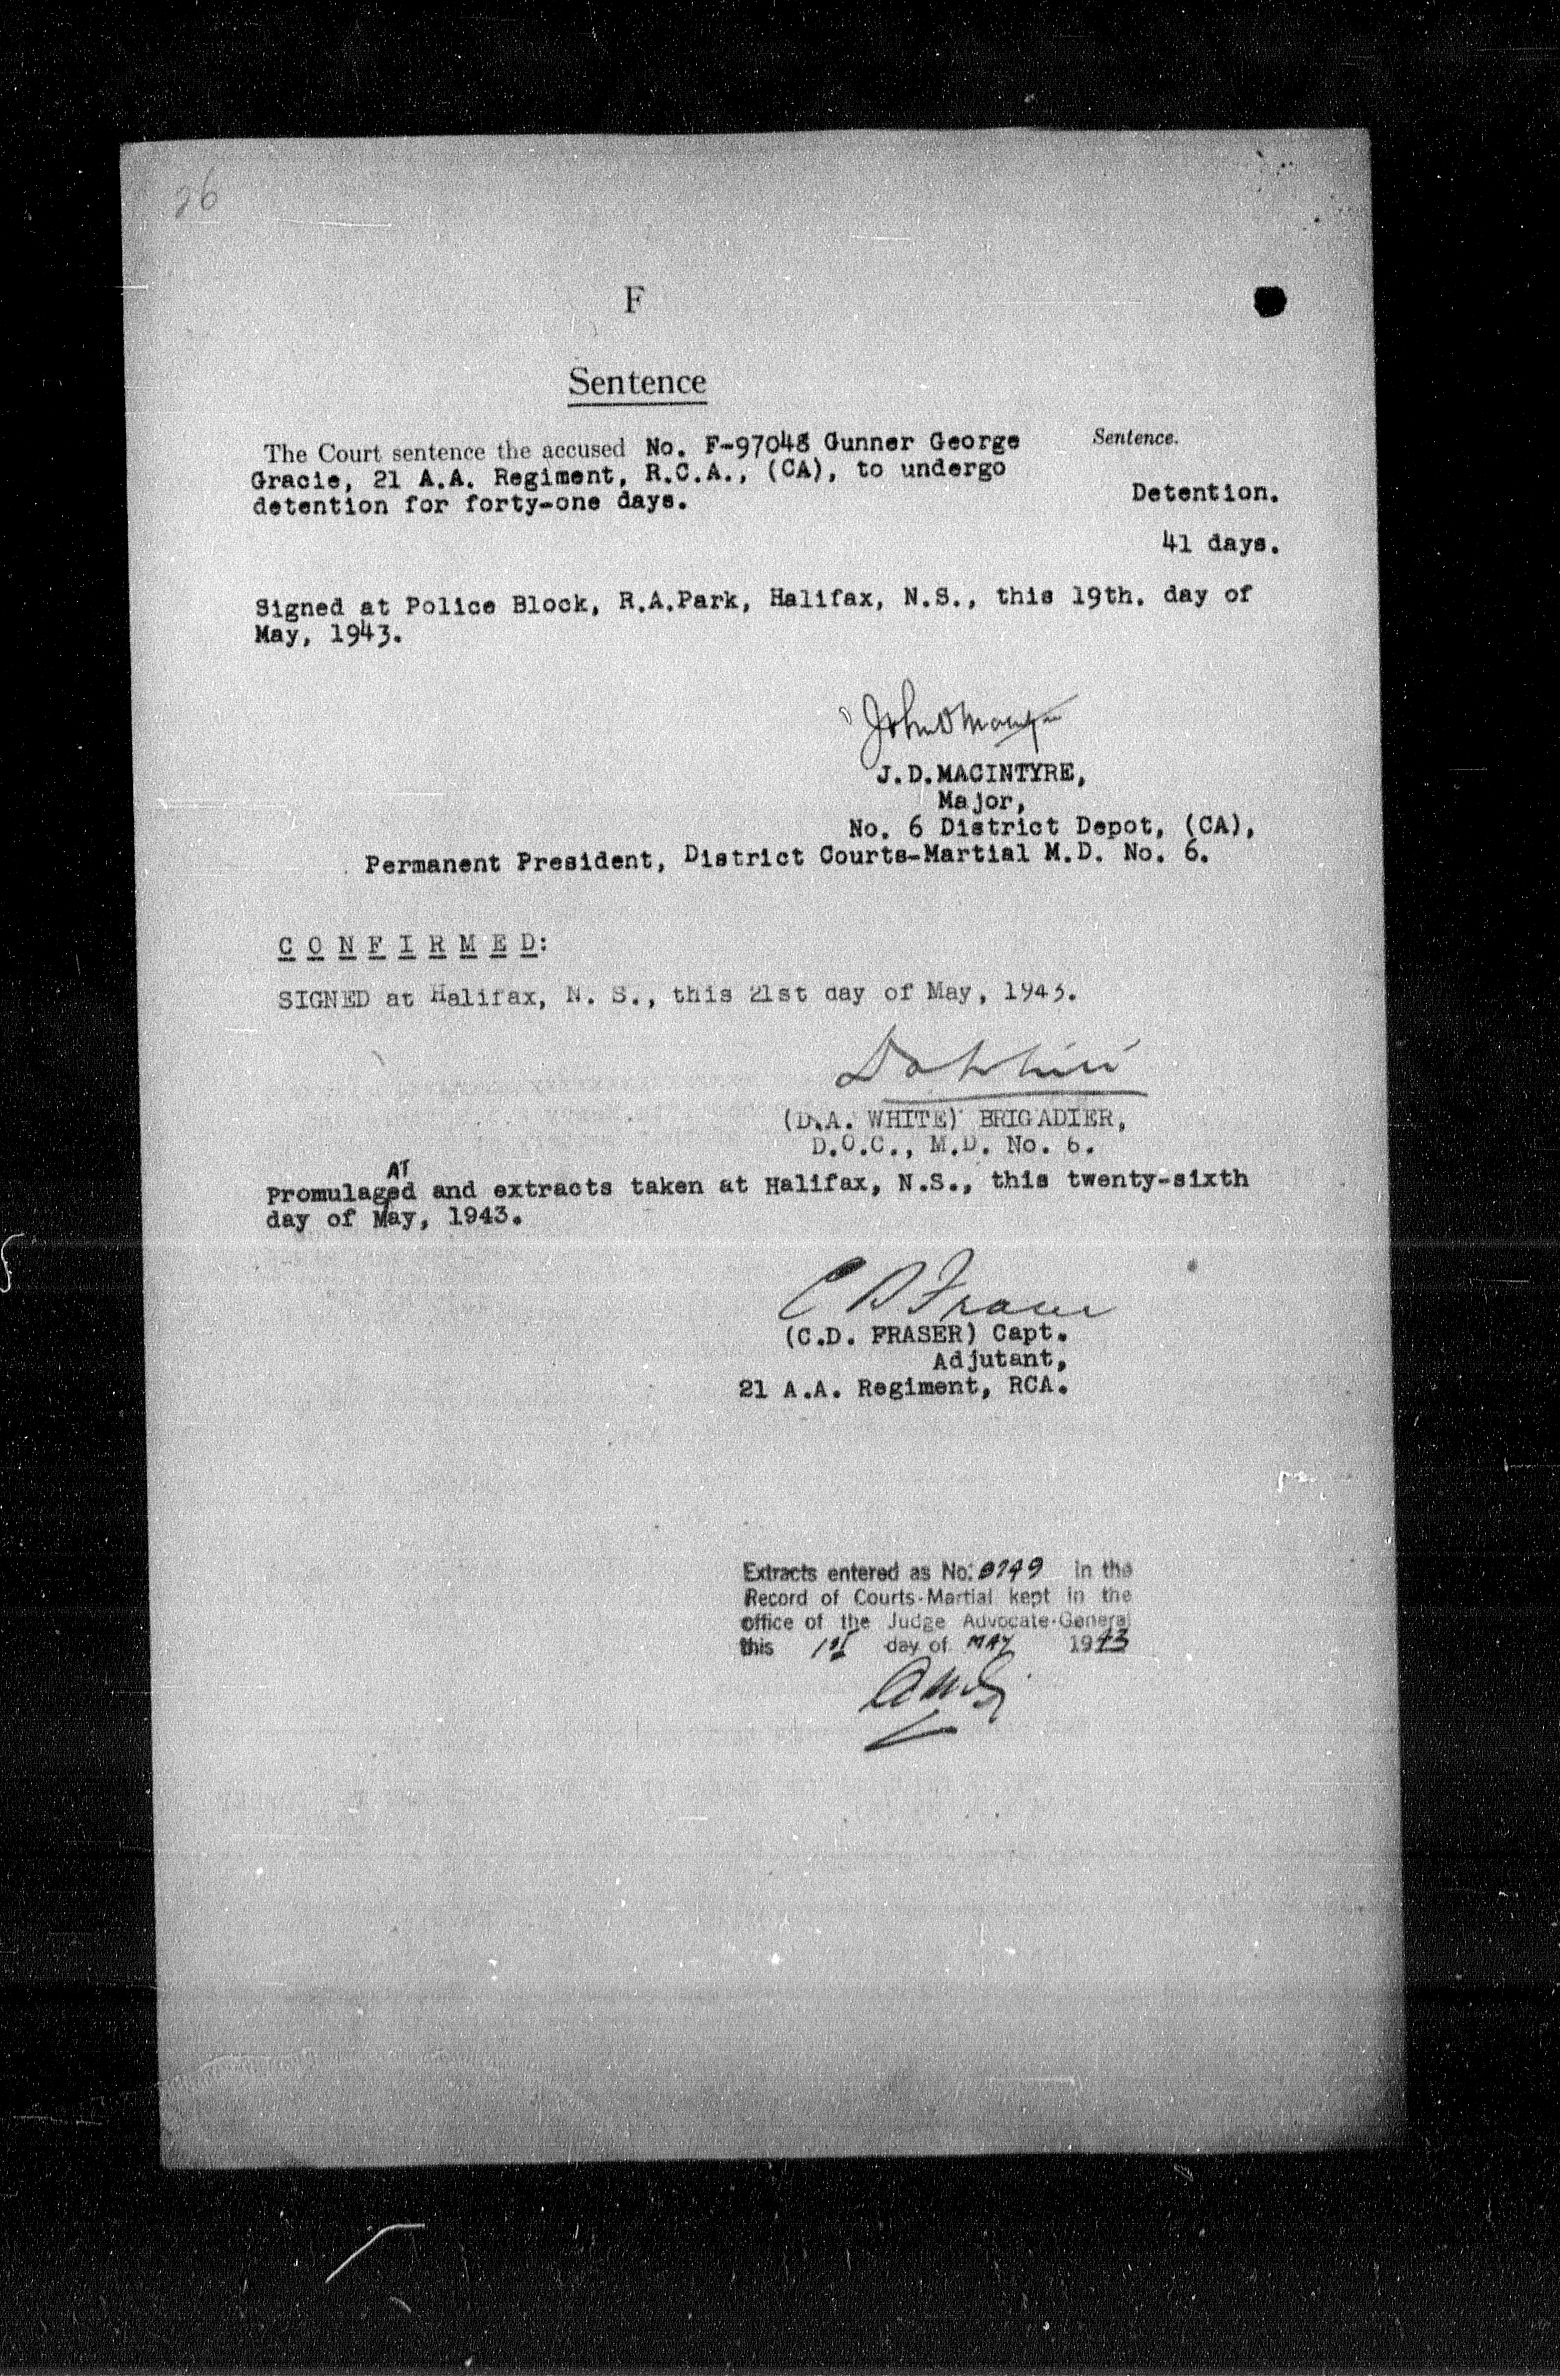 26
F
Sentence
The Court sentence the accused No. F-97048 Gunner George
Gracie, 21 A.A. Regiment, R.C.A., (CA), to undergo
detention for forty-one days.
Sentence.
Detention.
41 days.
Signed at Police Block, R.A.Park, Halifax, N.S., this 19th. day of
May, 1943.
J.D.MACINTYRE,
Major,
No. 6 District Depot, (CA),
Permanent President, District Courts-Martial M.D. No. 6.
C O N F I R M E D:
SIGNED at Halifax, N. S., this 21st day of May, 1943.
(D.A. WHITE) BRIGADIER,
D.O.C., M.D. No. 6.
AT
Promulaged and extracts taken at Halifax, N.S., this twenty-sixth
day of May, 1943.
C D Fraser
(C.D. FRASER) Capt.
Adjutant,
21 A.A. Regiment, RCA.
Extracts entered as No. in the
Record of Courts-Martial kept in the
office of the Judge Advocate-General
this 1st day of MAY 1943